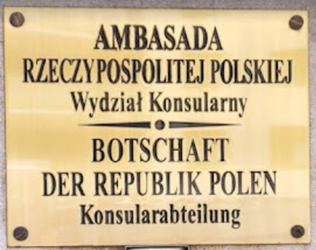 AMBASADA
RZECZYPOSPOLITEJ POLSKIEJ
Wydział Konsularny
BOTSCHAFT
DER REPUBLIK POLEN
Konsularabteilung